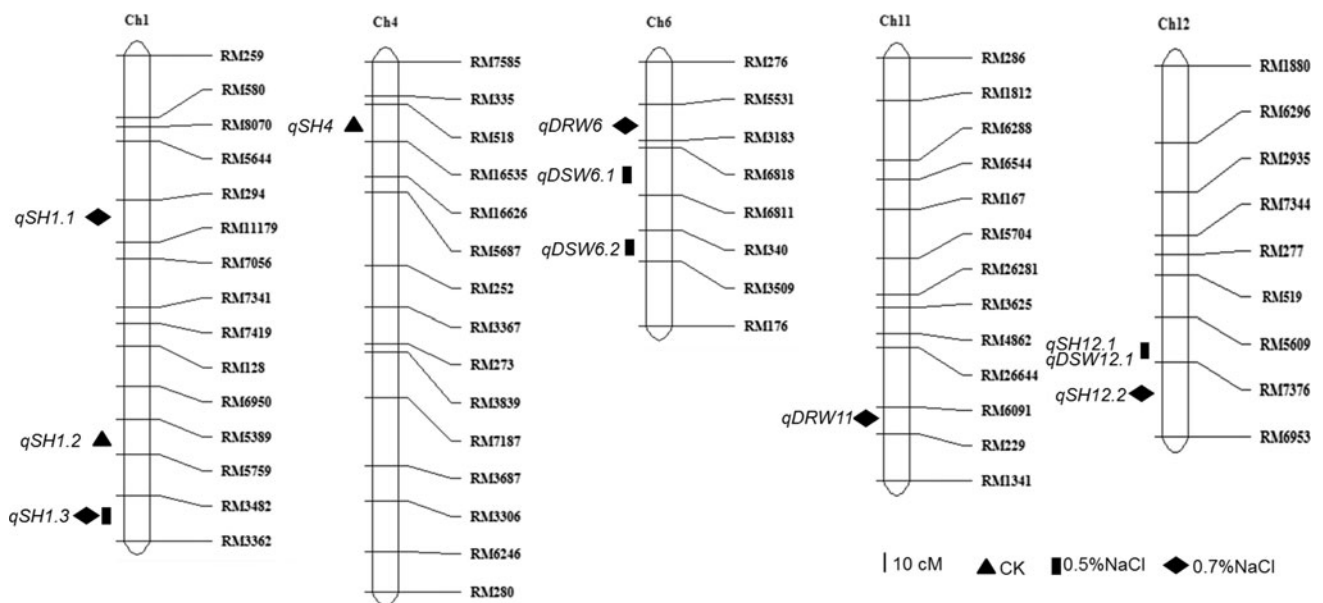 Ch1
RM259
RM580
RM8070
RM5644
RM294
qSH1.1
RM11179
RM7056
RM7341
RM7419
RM128
RM6950
RM5389
qSH1.2
RM5759
RM3482
qSH1.3
RM3362
Ch4
RM7585
RM335
qSH4
RM518
RM16535
RM16626
RM5687
RM252
RM3367
RM273
RM3839
RM7187
RM3687
RM3306
RM6246
RM280
Ch6
RM276
RM5531
qDRW6
RM3183
qDSW6.1
RM6818
RM6811
qDSW6.2
RM340
RM3509
RM176
Ch11
RM286
RM1812
RM6288
RM6544
RM167
RM5704
RM26281
RM3625
RM4862
RM26644
qDRW11
RM6091
RM229
RM1341
Ch12
RM1880
RM6296
RM2935
RM7344
RM277
RM519
RM5609
qSH12.1
qDSW12.1
RM7376
qSH12.2
RM6953
10 cM
CK
0.5%NaCl
0.7%NaCl